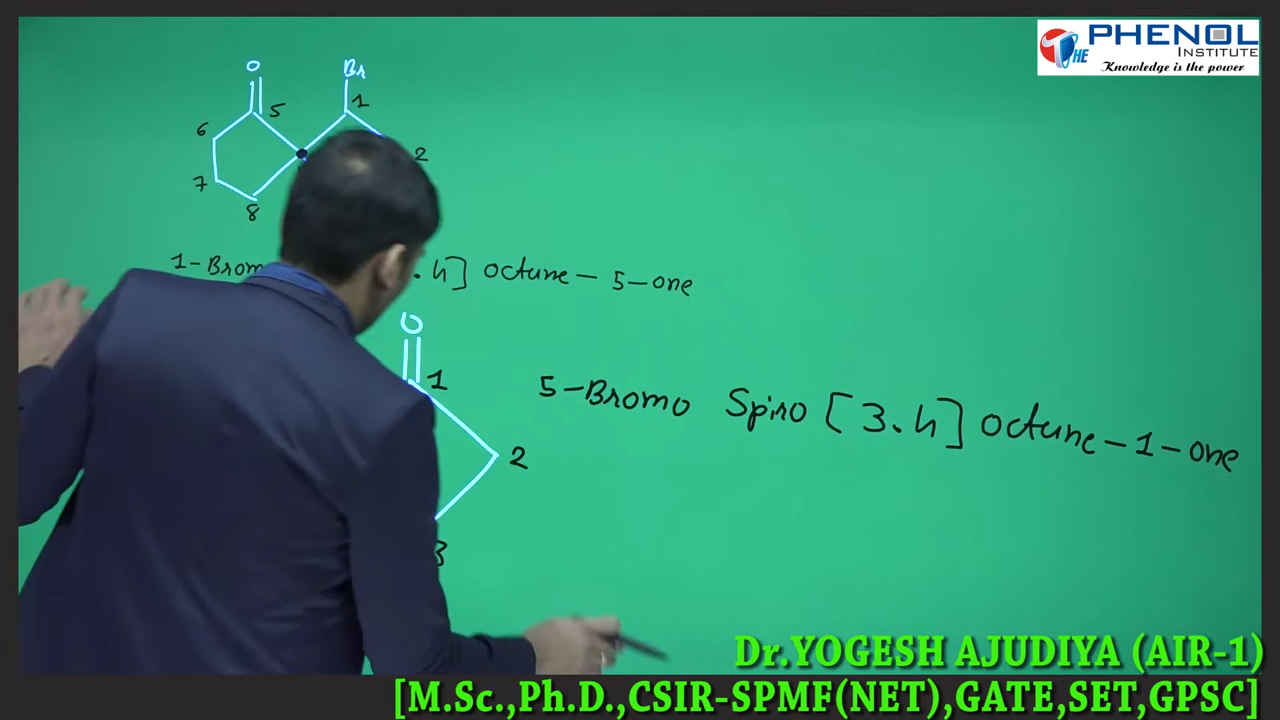 PHENOL
THE INSTITUTE
Knowledge is the power
O Br
5 1
6 2
7
8
1-Brom . 4] octane - 5-one
O
1
5-Bromo Spiro [3.4] octane-1-one
2
3
Dr.YOGESH AJUDIYA (AIR-1)
[M.Sc.,Ph.D.,CSIR-SPMF(NET),GATE,SET,GPSC]